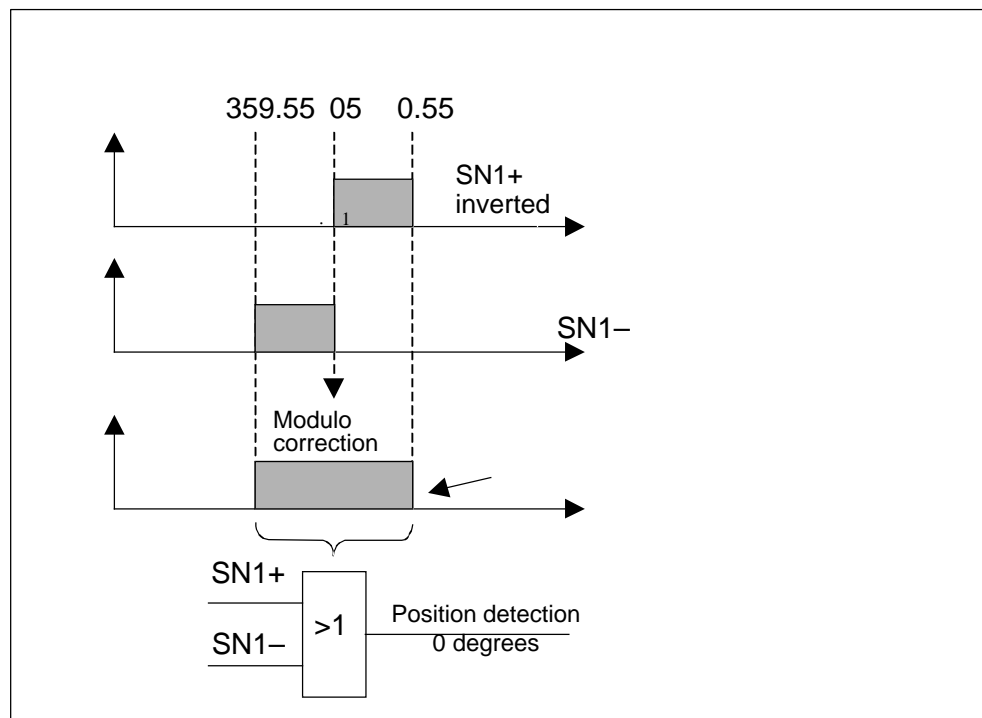 359.55 05 0.55
SN1+
inverted
. 1
SN1–
Modulo
correction
SN1+
>1
SN1–
Position detection
0 degrees